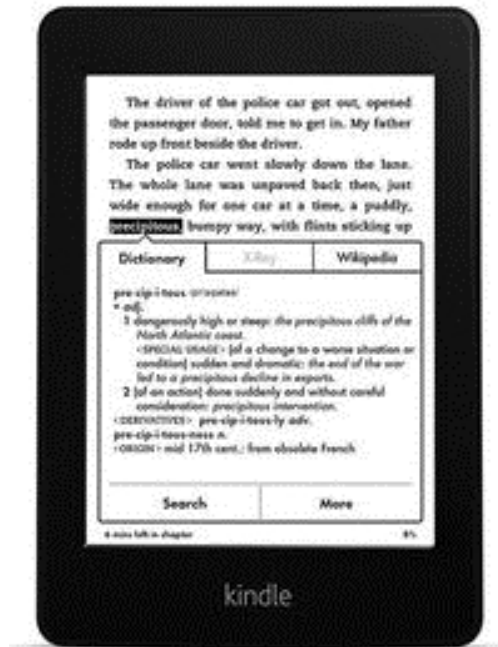 The driver of the police car got out, opened
the passenger door, told me to get in. My father
rode up front beside the driver.
The police car went slowly down the lane.
The whole lane was unpaved back then, just
wide enough for one car at a time, a puddly,
precipitous, bumpy way, with flints sticking up
Dictionary X-Ray Wikipedia
pre·cip·i·tous
• adj.
1 dangerously high or steep: the precipitous cliffs of the
North Atlantic coast.
<SPECIAL USAGE> [of a change to a worse situation or
condition] sudden and dramatic: the end of the war
led to a precipitous decline in exports.
2 [of an action] done suddenly and without careful
consideration: precipitous intervention.
<DERIVATIVES> pre·cip·i·tous·ly adv.
pre·cip·i·tous·ness n.
<ORIGIN> mid 17th cent.: from obsolete French
Search More
6 mins left in chapter
kindle